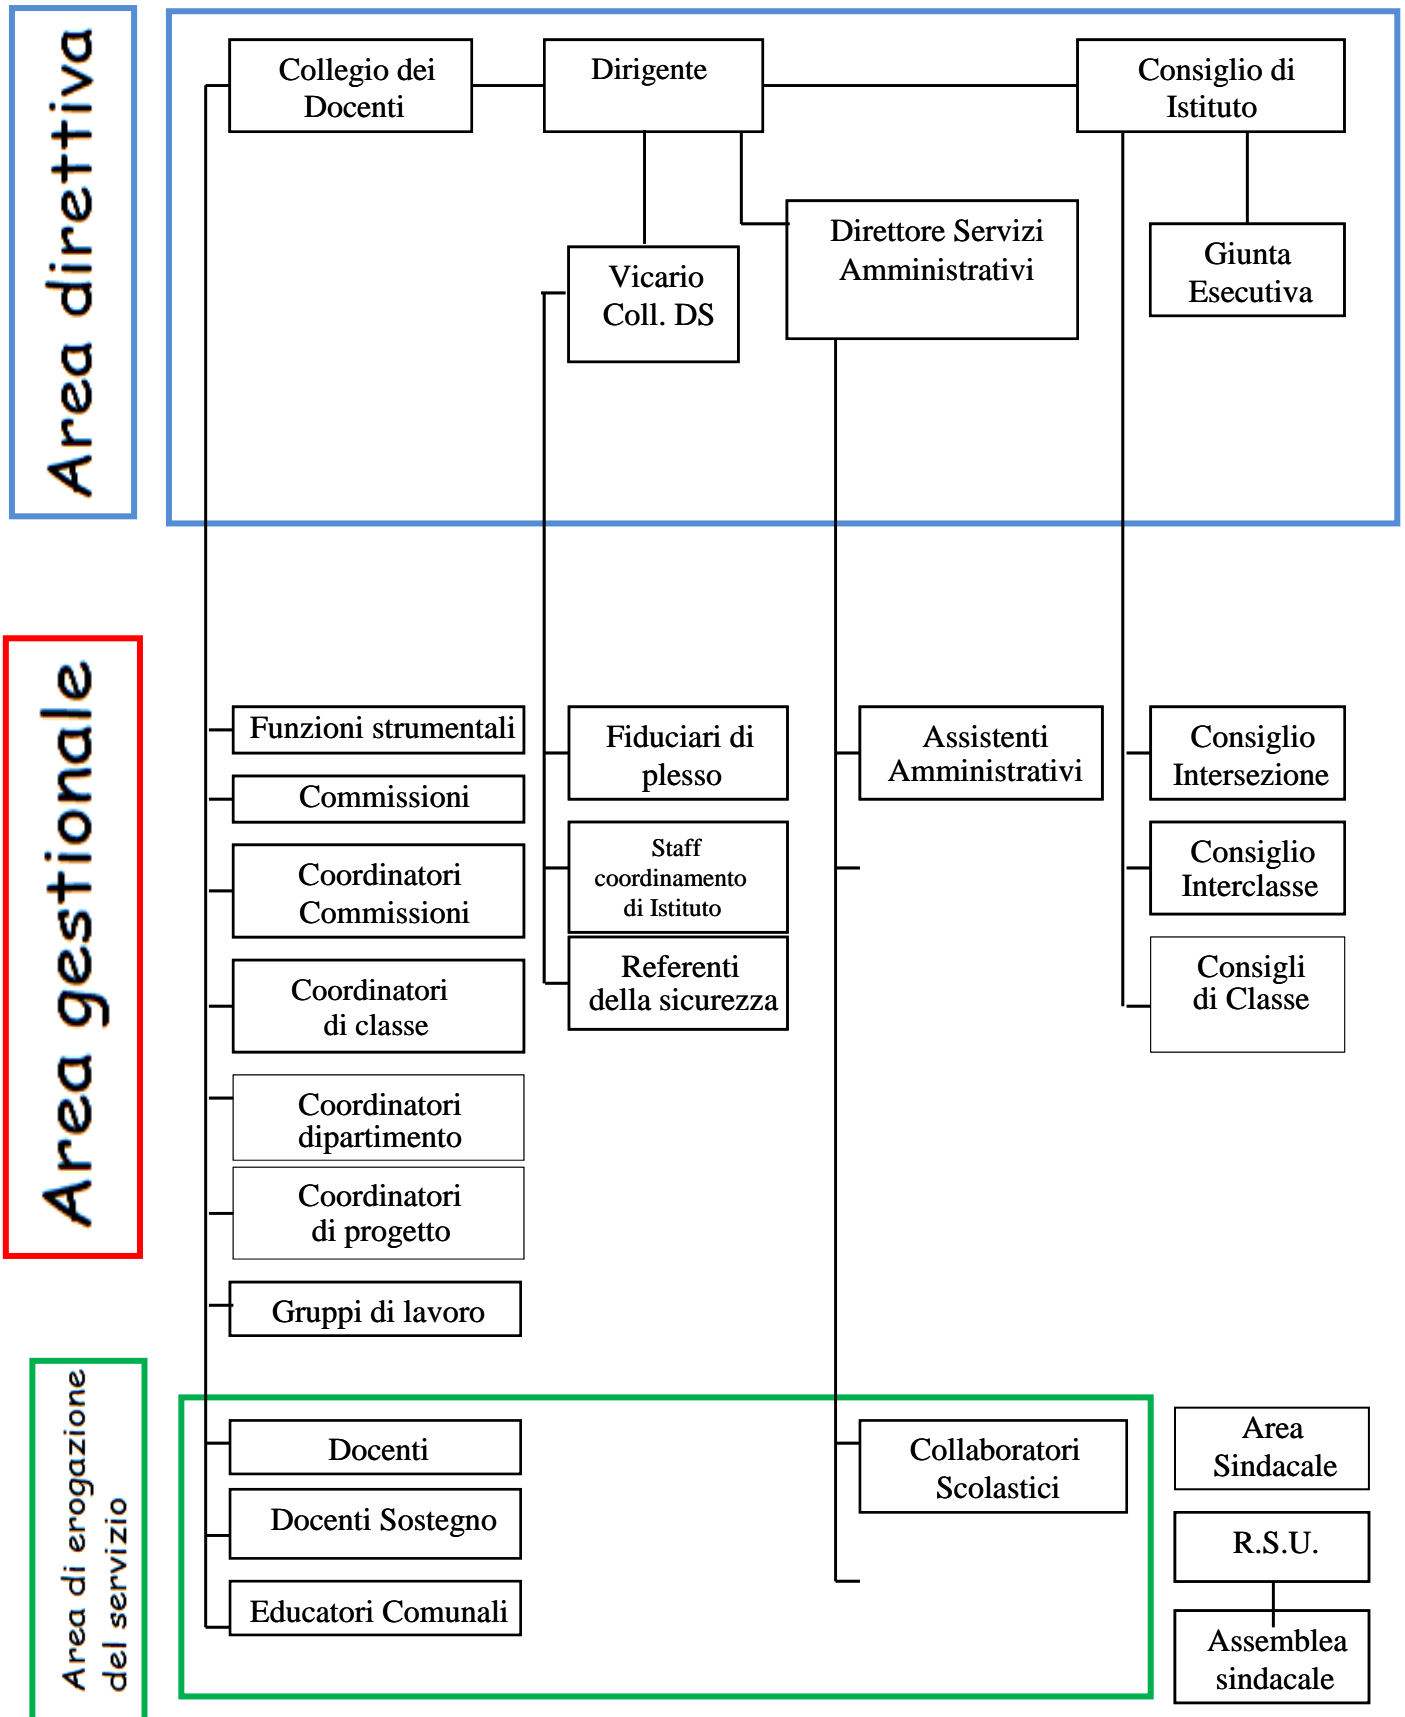 Area direttiva
Collegio dei
Docenti
Dirigente
Consiglio di
Istituto
Vicario
Coll. DS
Direttore Servizi
Amministrativi
Giunta
Esecutiva
Area gestionale
Funzioni strumentali
Commissioni
Coordinatori
Commissioni
Coordinatori
di classe
Coordinatori
dipartimento
Coordinatori
di progetto
Gruppi di lavoro
Fiduciari di
plesso
Staff
coordinamento
di Istituto
Referenti
della sicurezza
Assistenti
Amministrativi
Consiglio
Intersezione
Consiglio
Interclasse
Consigli
di Classe
Area di erogazione
del servizio
Docenti
Docenti Sostegno
Educatori Comunali
Collaboratori
Scolastici
Area
Sindacale
R.S.U.
Assemblea
sindacale